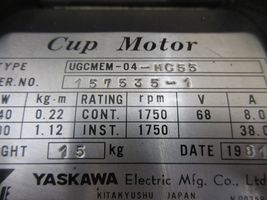 Cup Motor
TYPE UGCMEM-04-MC55
SER.NO. 157535-1
W kg-m RATING rpm V A
40 0.22 CONT. 1750 68 8.0
00 1.12 INST. 1750 38.0
GHT 15 kg DATE 1981
YASKAWA Electric Mfg. Co., Ltd
KITAKYUSHU JAPAN